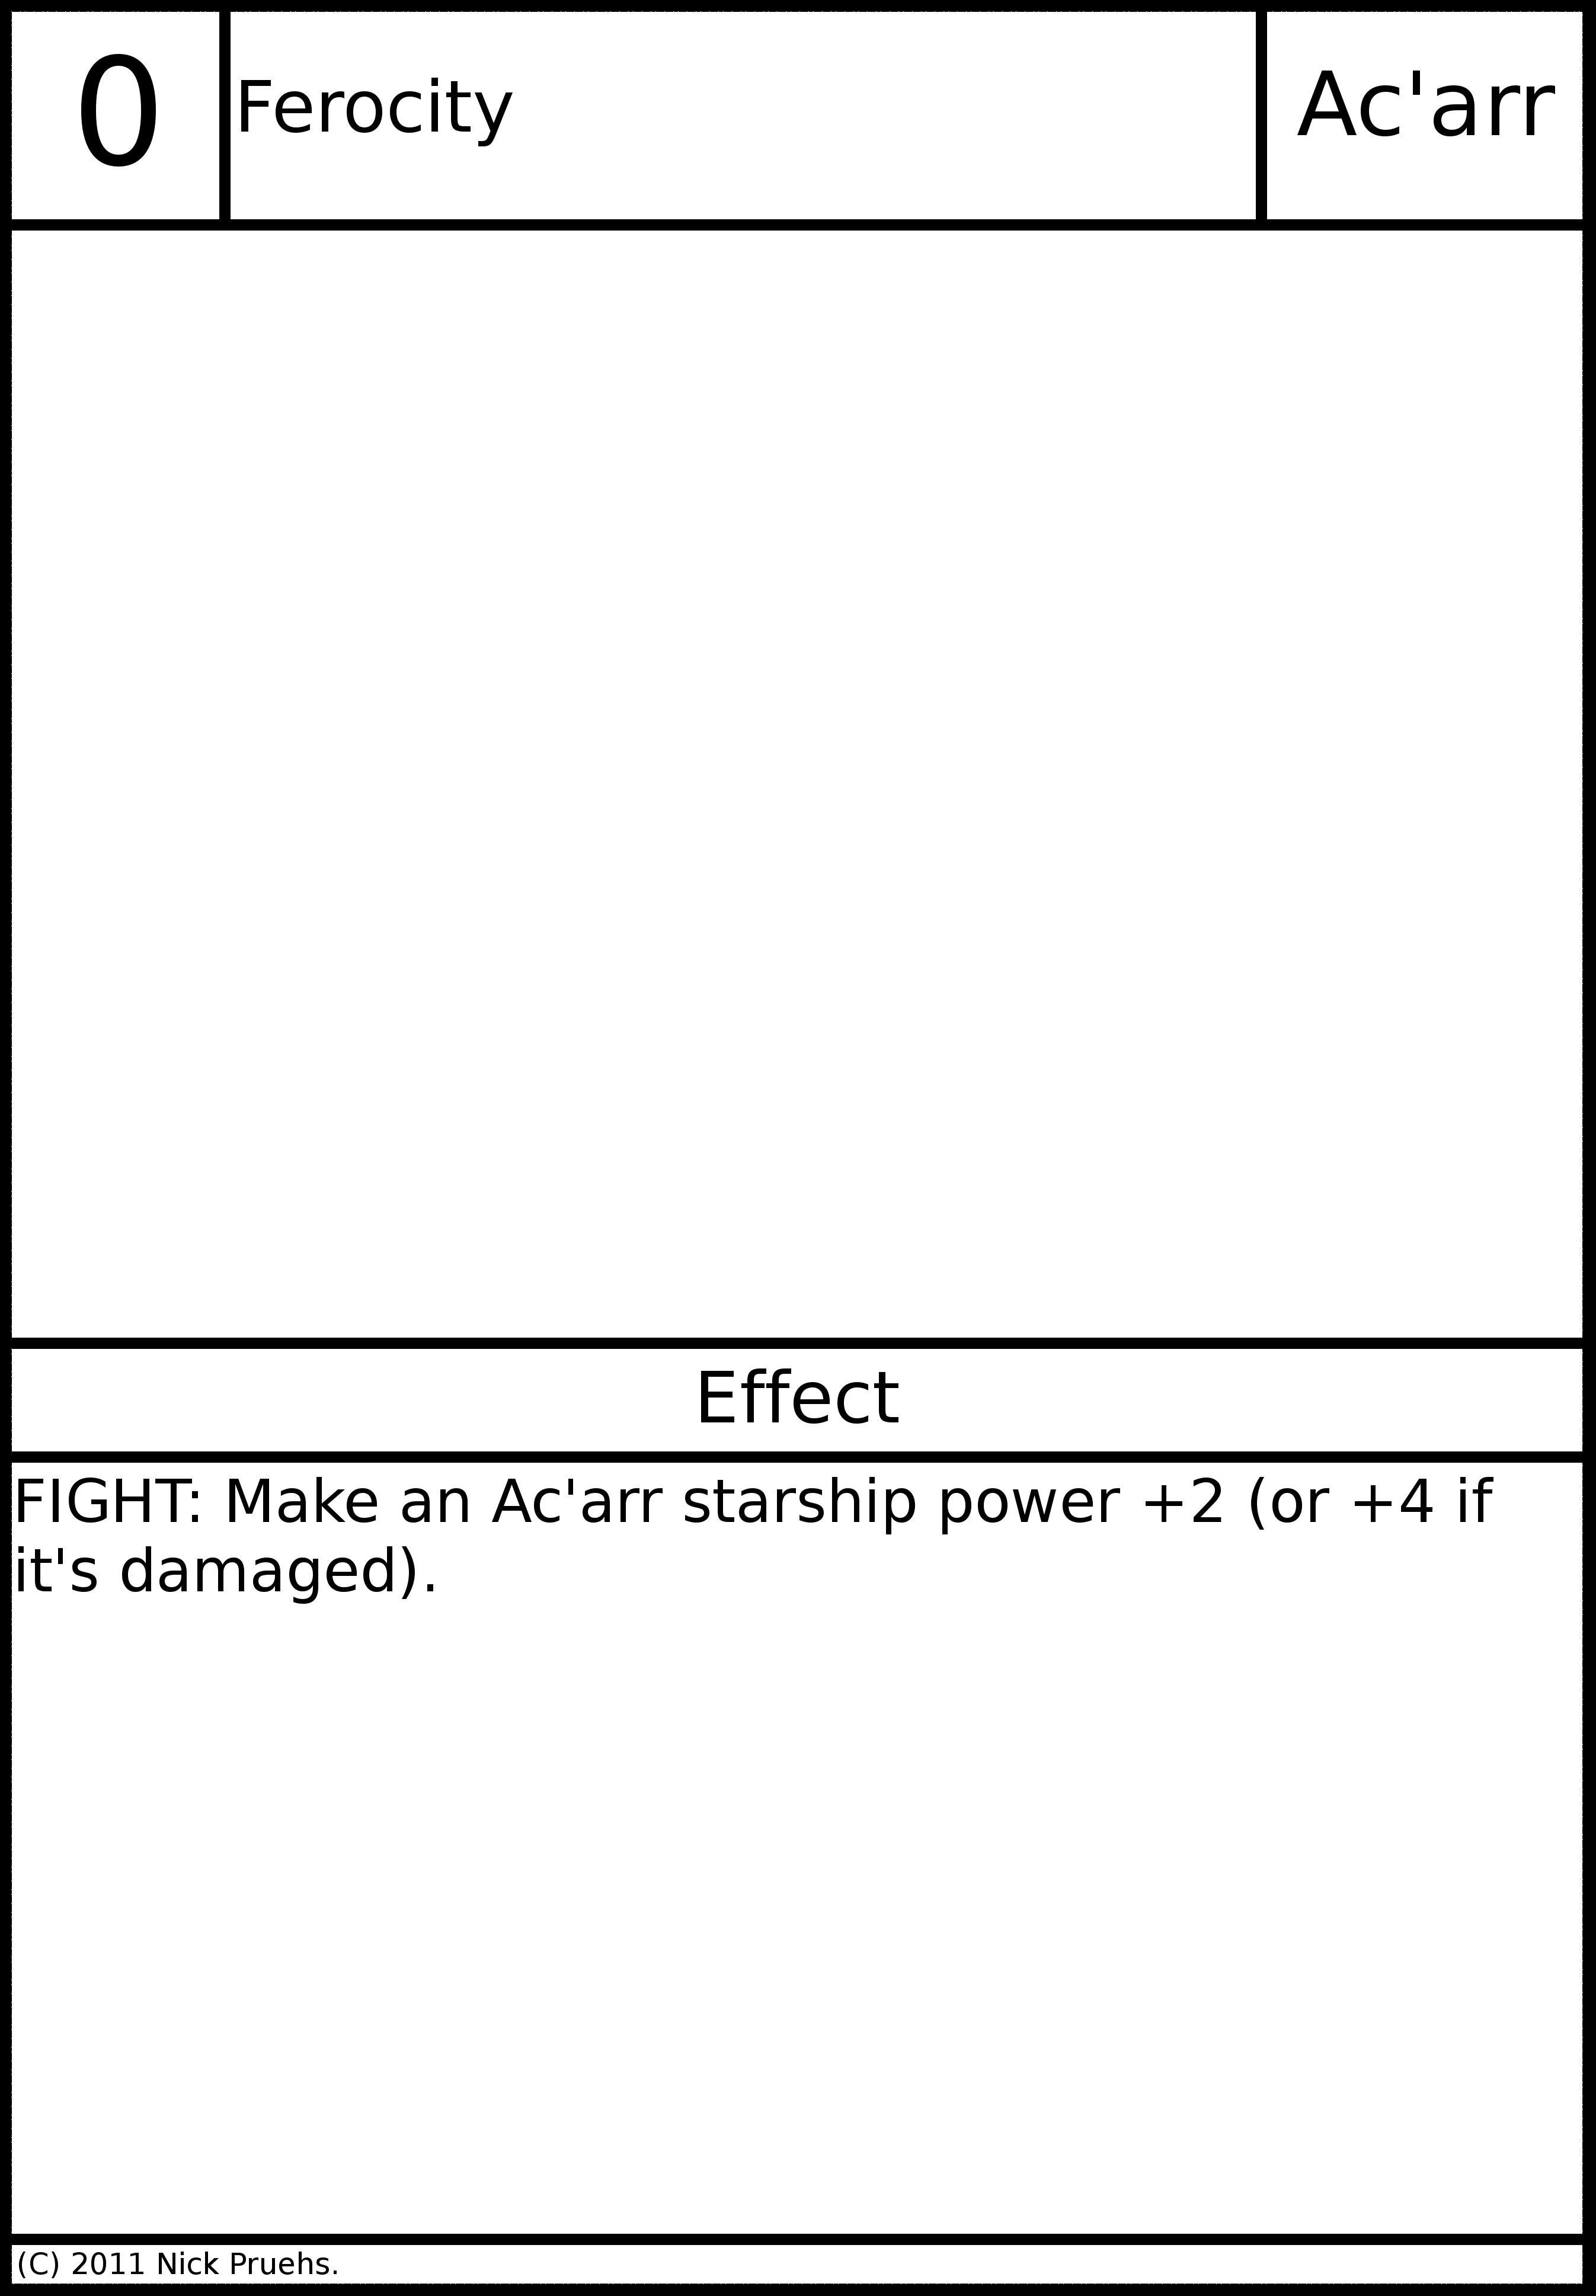 0
Ferocity
Ac'arr
Effect
FIGHT: Make an Ac'arr starship power +2 (or +4 if
it's damaged).
(C) 2011 Nick Pruehs.